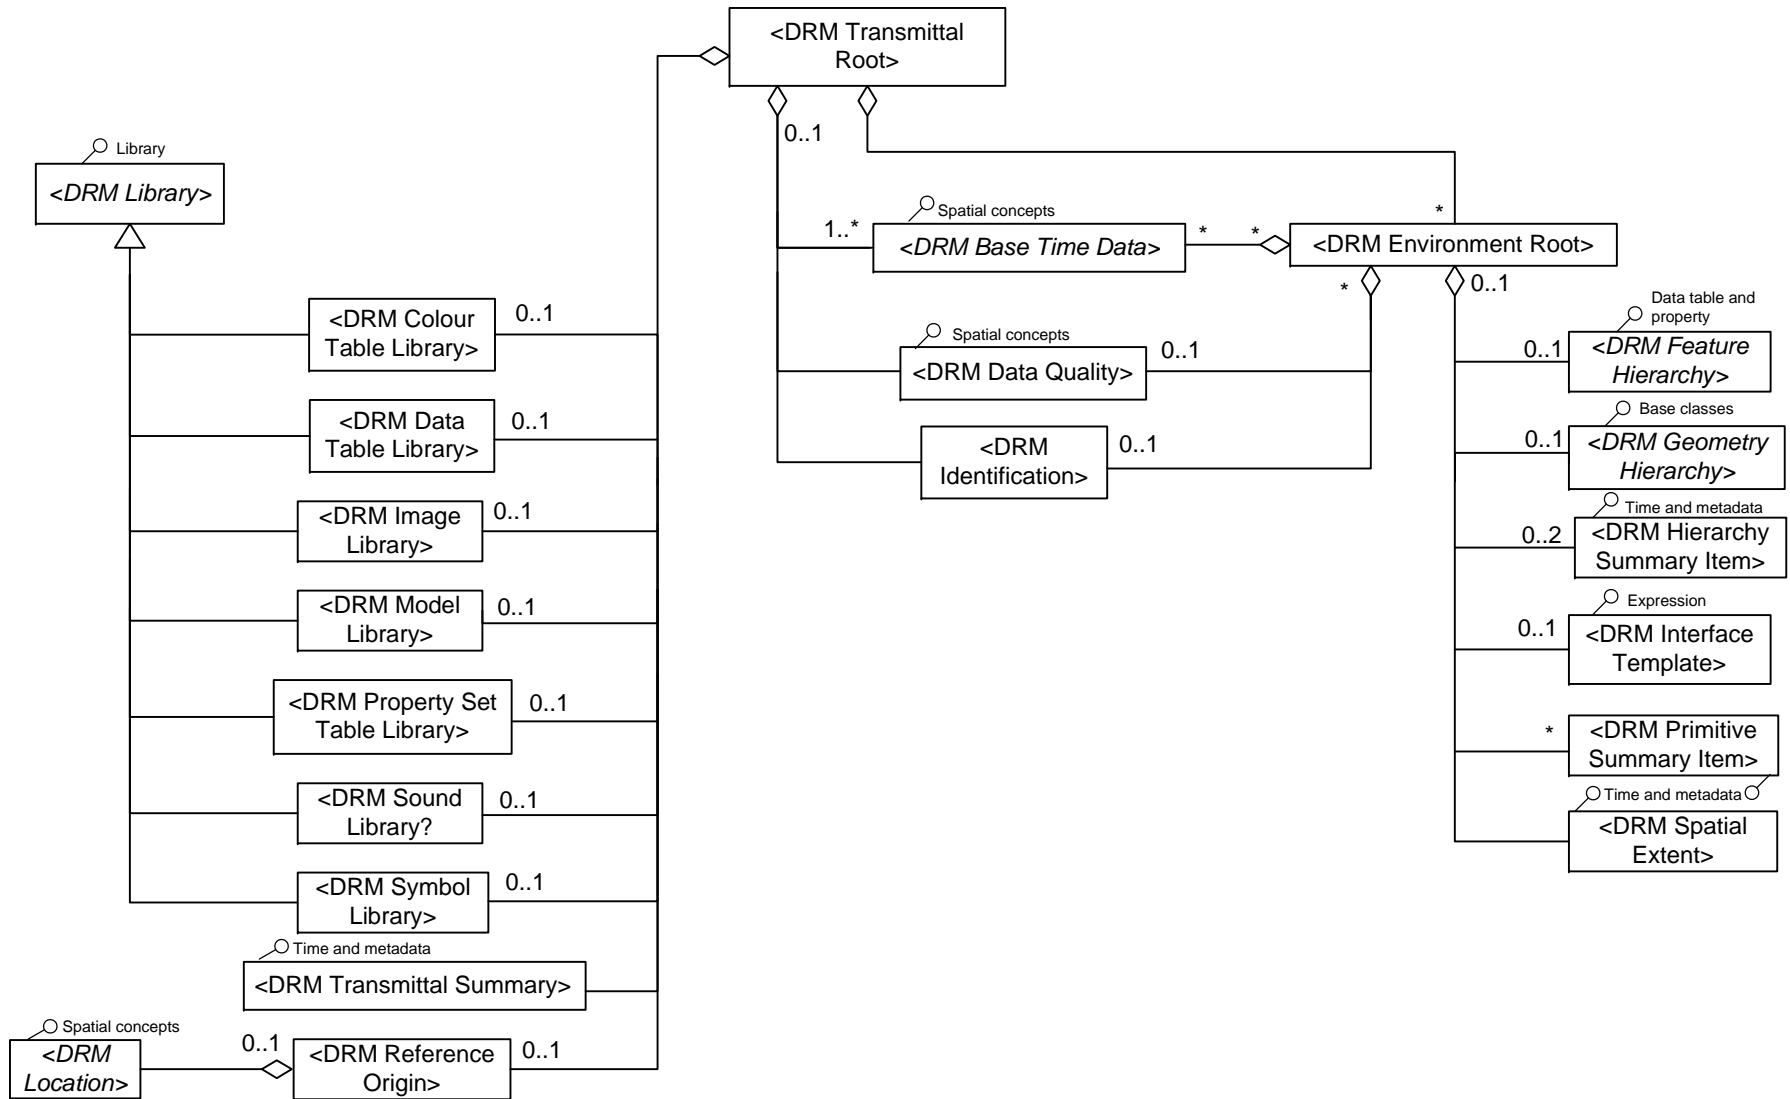 <DRM Transmittal
Root>
0..1
Library
<DRM Library>
Spatial concepts
1..*
<DRM Base Time Data>
*
*
*
<DRM Environment Root>
*
0..1
<DRM Colour
Table Library>
0..1
Spatial concepts
<DRM Data Quality>
0..1
Data table and
property
0..1
<DRM Feature
Hierarchy>
<DRM Data
Table Library>
0..1
<DRM
Identification>
0..1
Base classes
0..1
<DRM Geometry
Hierarchy>
<DRM Image
Library>
0..1
Time and metadata
0..2
<DRM Hierarchy
Summary Item>
<DRM Model
Library>
0..1
Expression
0..1
<DRM Interface
Template>
<DRM Property Set
Table Library>
0..1
*
<DRM Primitive
Summary Item>
<DRM Sound
Library?
0..1
Time and metadata
<DRM Spatial
Extent>
<DRM Symbol
Library>
0..1
Time and metadata
<DRM Transmittal Summary>
Spatial concepts
<DRM
Location>
0..1
<DRM Reference
Origin>
0..1